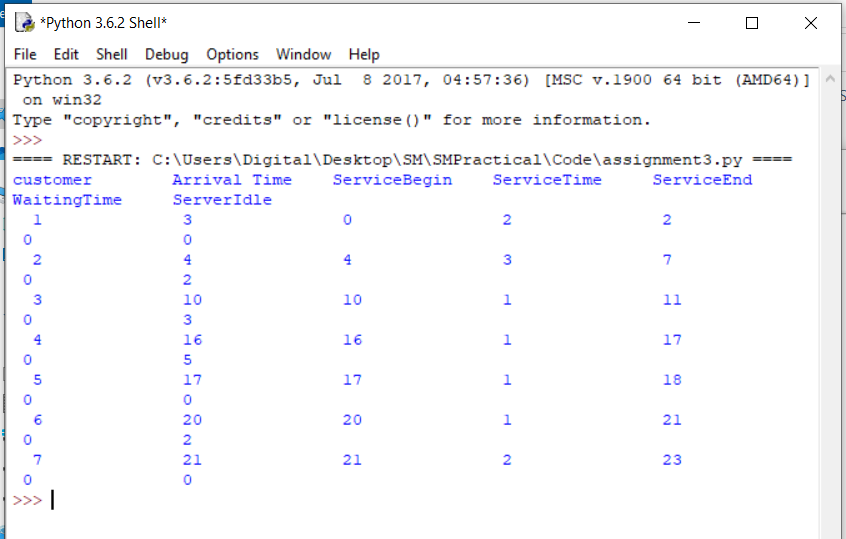 *Python 3.6.2 Shell*
File Edit Shell Debug Options Window Help
Python 3.6.2 (v3.6.2:5fd33b5, Jul  8 2017, 04:57:36) [MSC v.1900 64 bit (AMD64)]
 on win32
Type "copyright", "credits" or "license()" for more information.
>>>
==== RESTART: C:\Users\Digital\Desktop\SM\SMPractical\Code\assignment3.py ====
customer        Arrival Time    ServiceBegin    ServiceTime     ServiceEnd
WaitingTime     ServerIdle
  1              3               0               2               2
 0               0
  2              4               4               3               7
 0               2
  3              10              10              1               11
 0               3
  4              16              16              1               17
 0               5
  5              17              17              1               18
 0               0
  6              20              20              1               21
 0               2
  7              21              21              2               23
 0               0
>>>